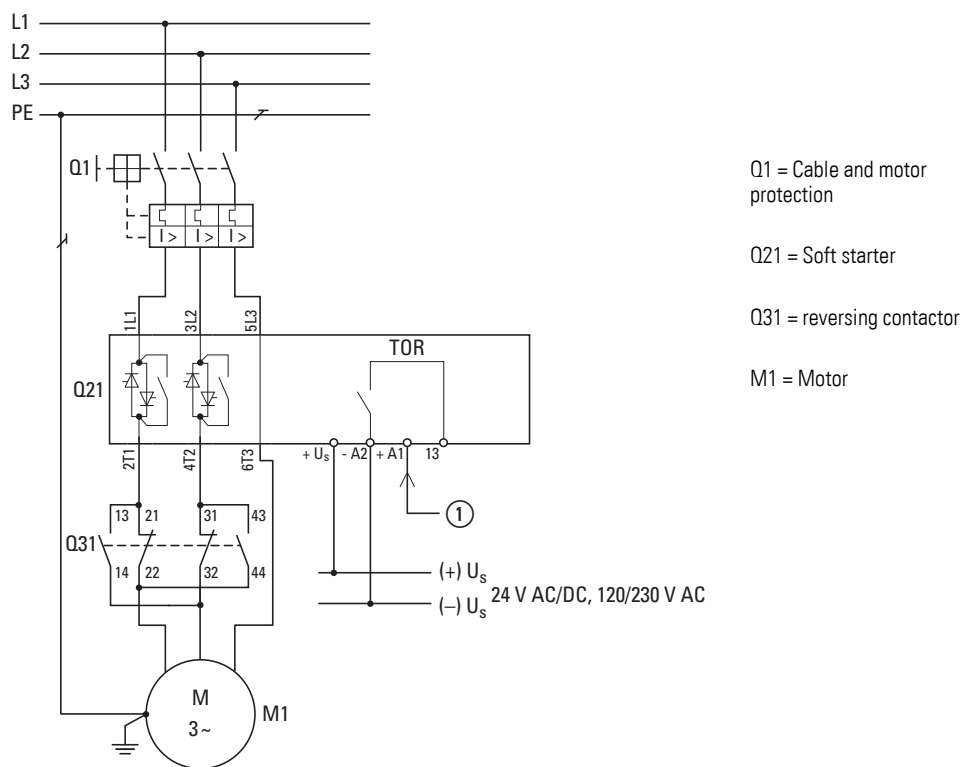 L1
L2
L3
PE
Q1
I > I > I >
Q1 = Cable and motor
protection
Q21 = Soft starter
Q31 = reversing contactor
M1 = Motor
1L1 3L2 5L3
TOR
Q21
2T1 4T2 6T3
+ Us - A2 + A1 13
1
13 21 31 43
Q31
14 22 32 44
(+) Us
(–) Us
24 V AC/DC, 120/230 V AC
M
3 ~
M1